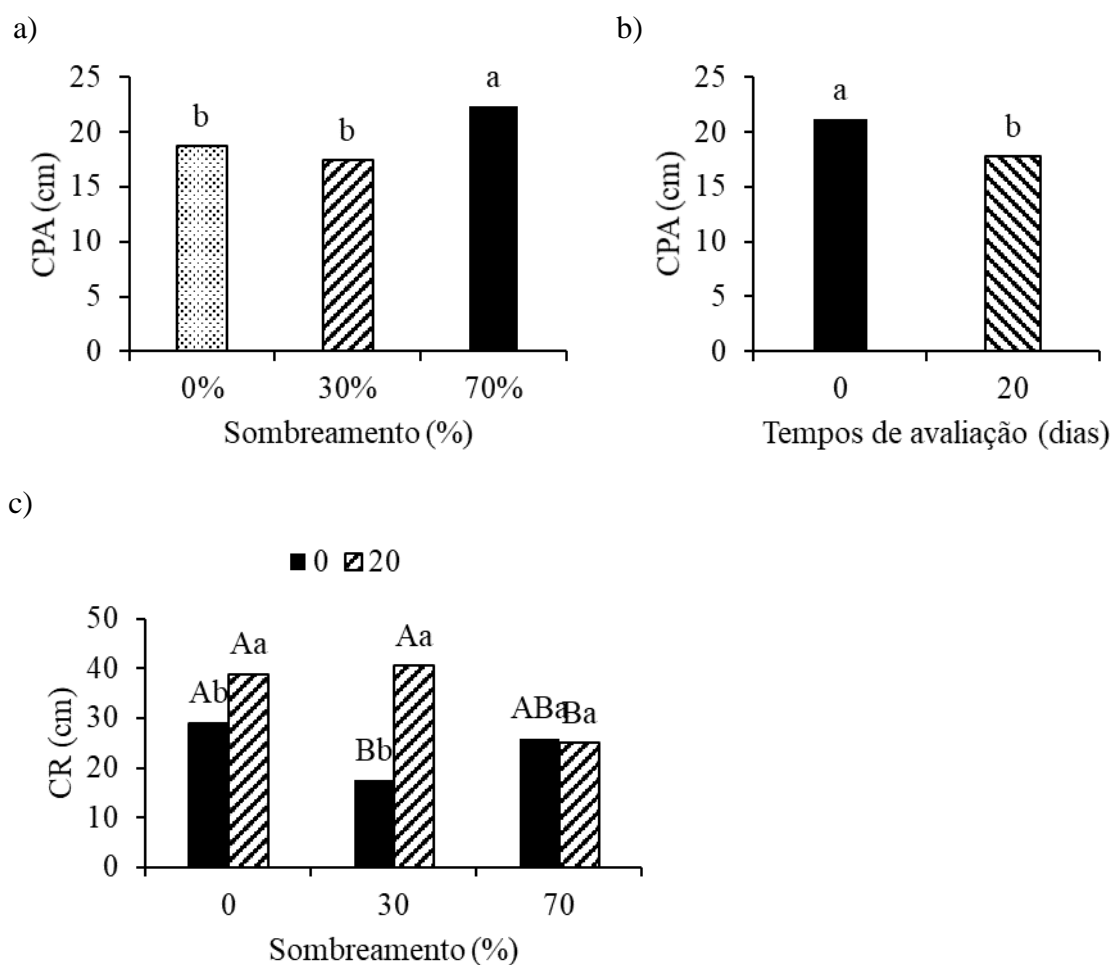 a)
25
20
15
10
5
0
CPA (cm)
b
b
a
0%
30%
70%
Sombreamento (%)
b)
25
20
15
10
5
0
CPA (cm)
a
b
0
20
Tempos de avaliação (dias)
c)
0 20
50
40
30
20
10
0
CR (cm)
Ab
Aa
Bb
Aa
ABa
Ba
0
30
70
Sombreamento (%)